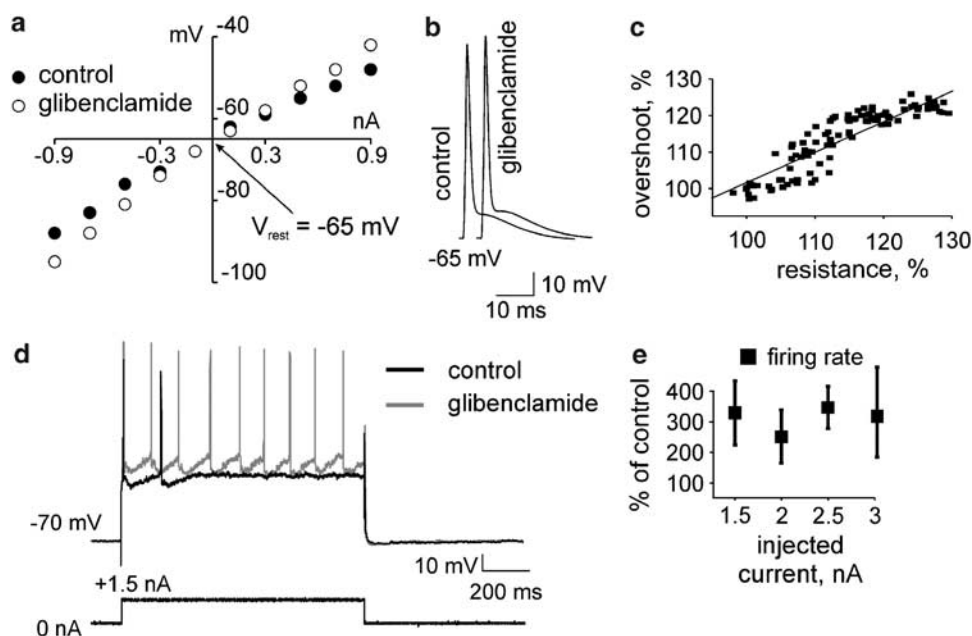 a
mV
-40
control
glibenclamide
-60
nA
-0.9
-0.3
0.3
0.9
-80
V_rest = -65 mV
-100
b
control
glibenclamide
-65 mV
10 mV
10 ms
c
overshoot, %
130
120
110
100
100
110
120
130
resistance, %
d
control
glibenclamide
-70 mV
10 mV
200 ms
+1.5 nA
0 nA
e
firing rate
% of control
400
300
200
100
1.5
2
2.5
3
injected
current, nA